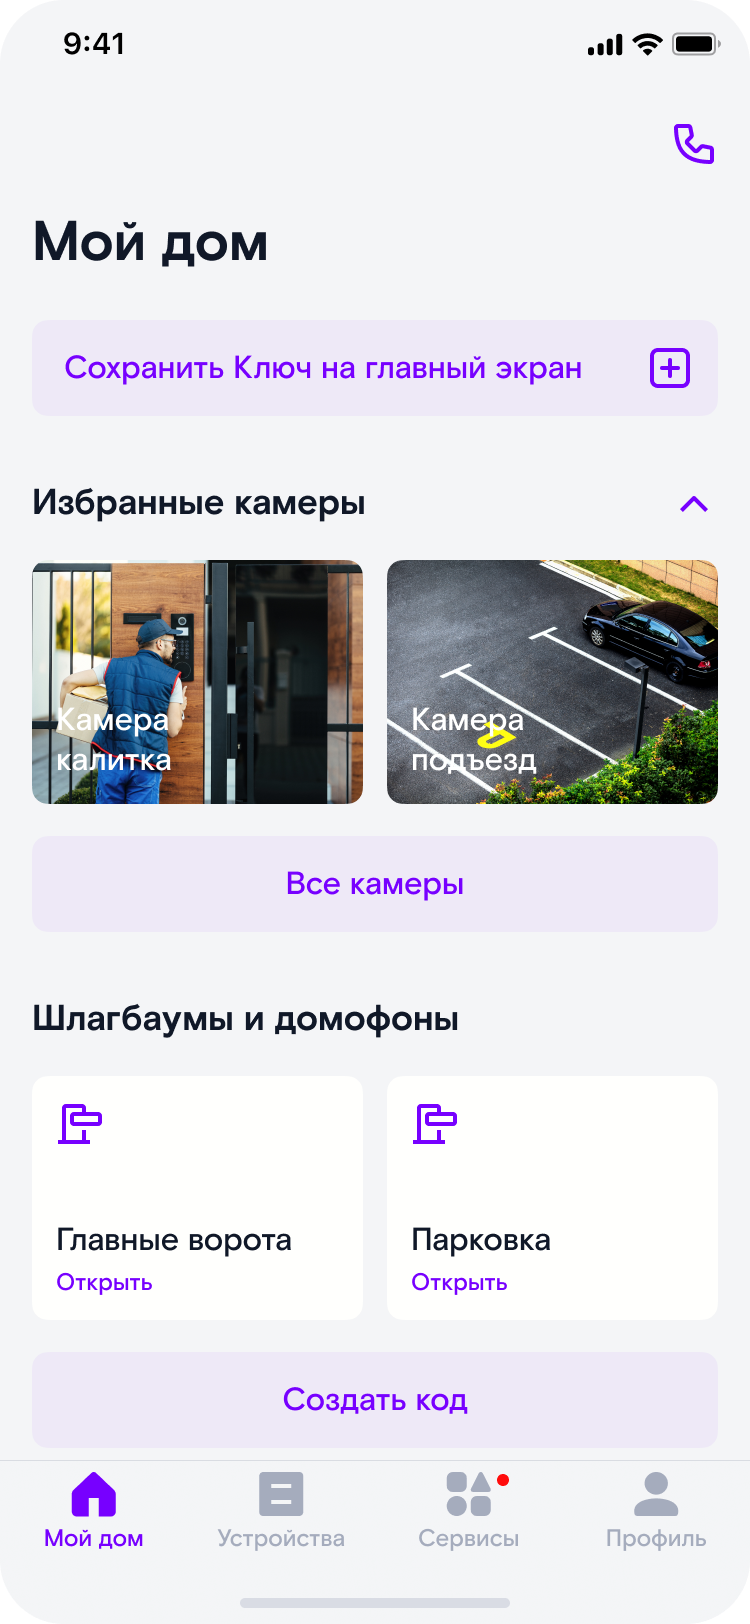 9:41
Мой дом
Сохранить Ключ на главный экран
Избранные камеры
Камера
калитка
Камера
подъезд
Все камеры
Шлагбаумы и домофоны
Главные ворота
Открыть
Парковка
Открыть
Создать код
Мой дом
Устройства
Сервисы
Профиль